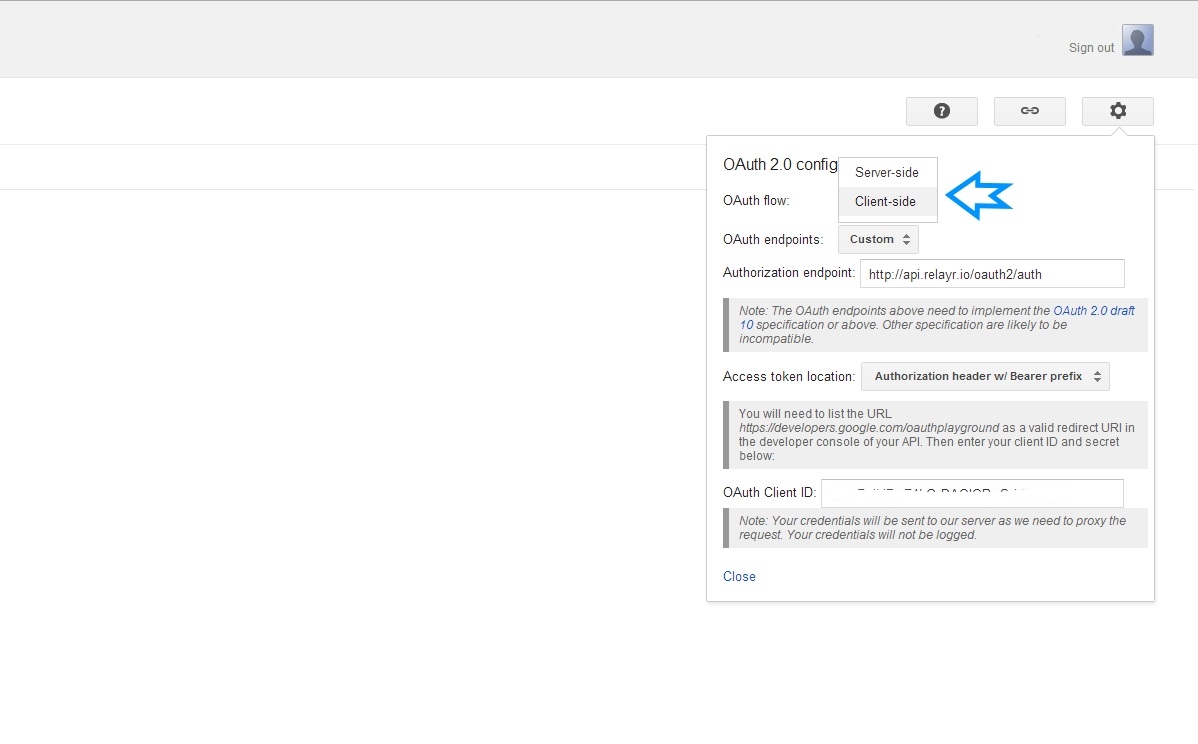 Sign out
OAuth 2.0 config
Server-side
Client-side
OAuth flow:
OAuth endpoints: Custom
Authorization endpoint: http://api.relayr.io/oauth2/auth
Note: The OAuth endpoints above need to implement the OAuth 2.0 draft
10 specification or above. Other specification are likely to be
incompatible.
Access token location: Authorization header w/ Bearer prefix
You will need to list the URL
https://developers.google.com/oauthplayground as a valid redirect URI in
the developer console of your API. Then enter your client ID and secret
below:
OAuth Client ID:
Note: Your credentials will be sent to our server as we need to proxy the
request. Your credentials will not be logged.
Close